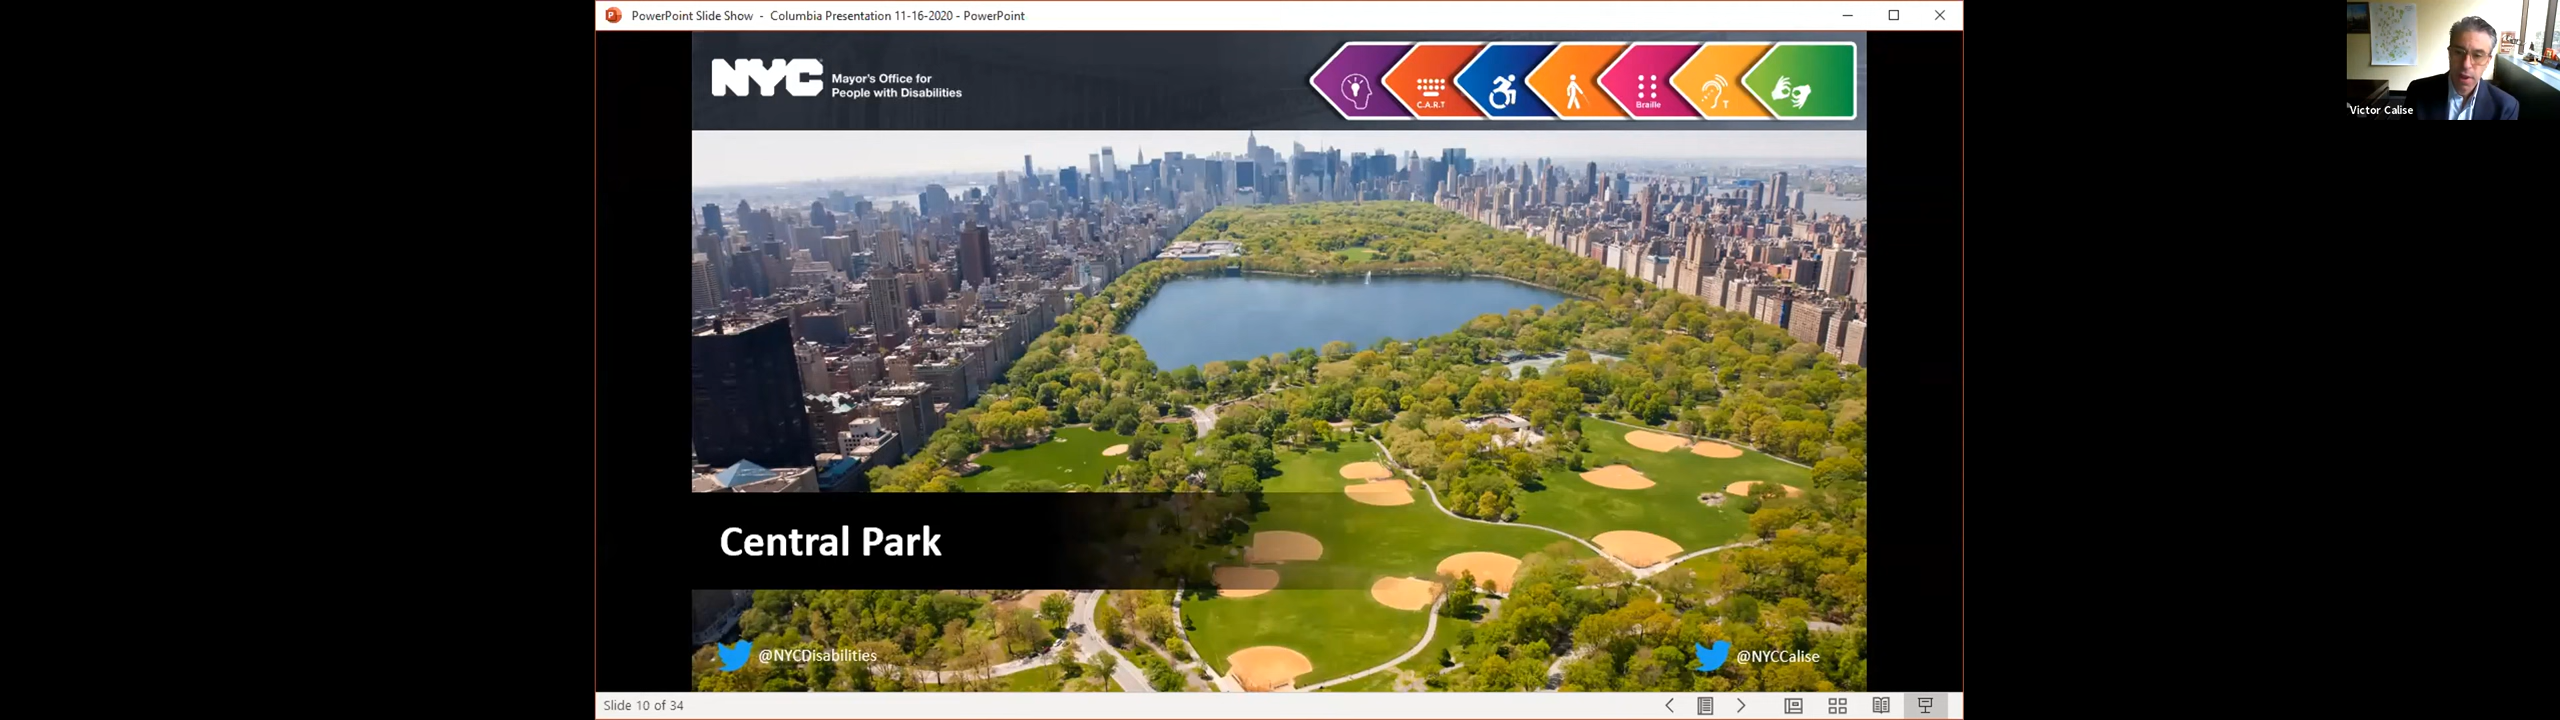 PowerPoint Slide Show - Columbia Presentation 11-16-2020 - PowerPoint
NYC
Mayor's Office for
People with Disabilities
C.A.R.T
Braille
T
Victor Calise
Central Park
@NYCDisabilities
@NYCCalise
Slide 10 of 34